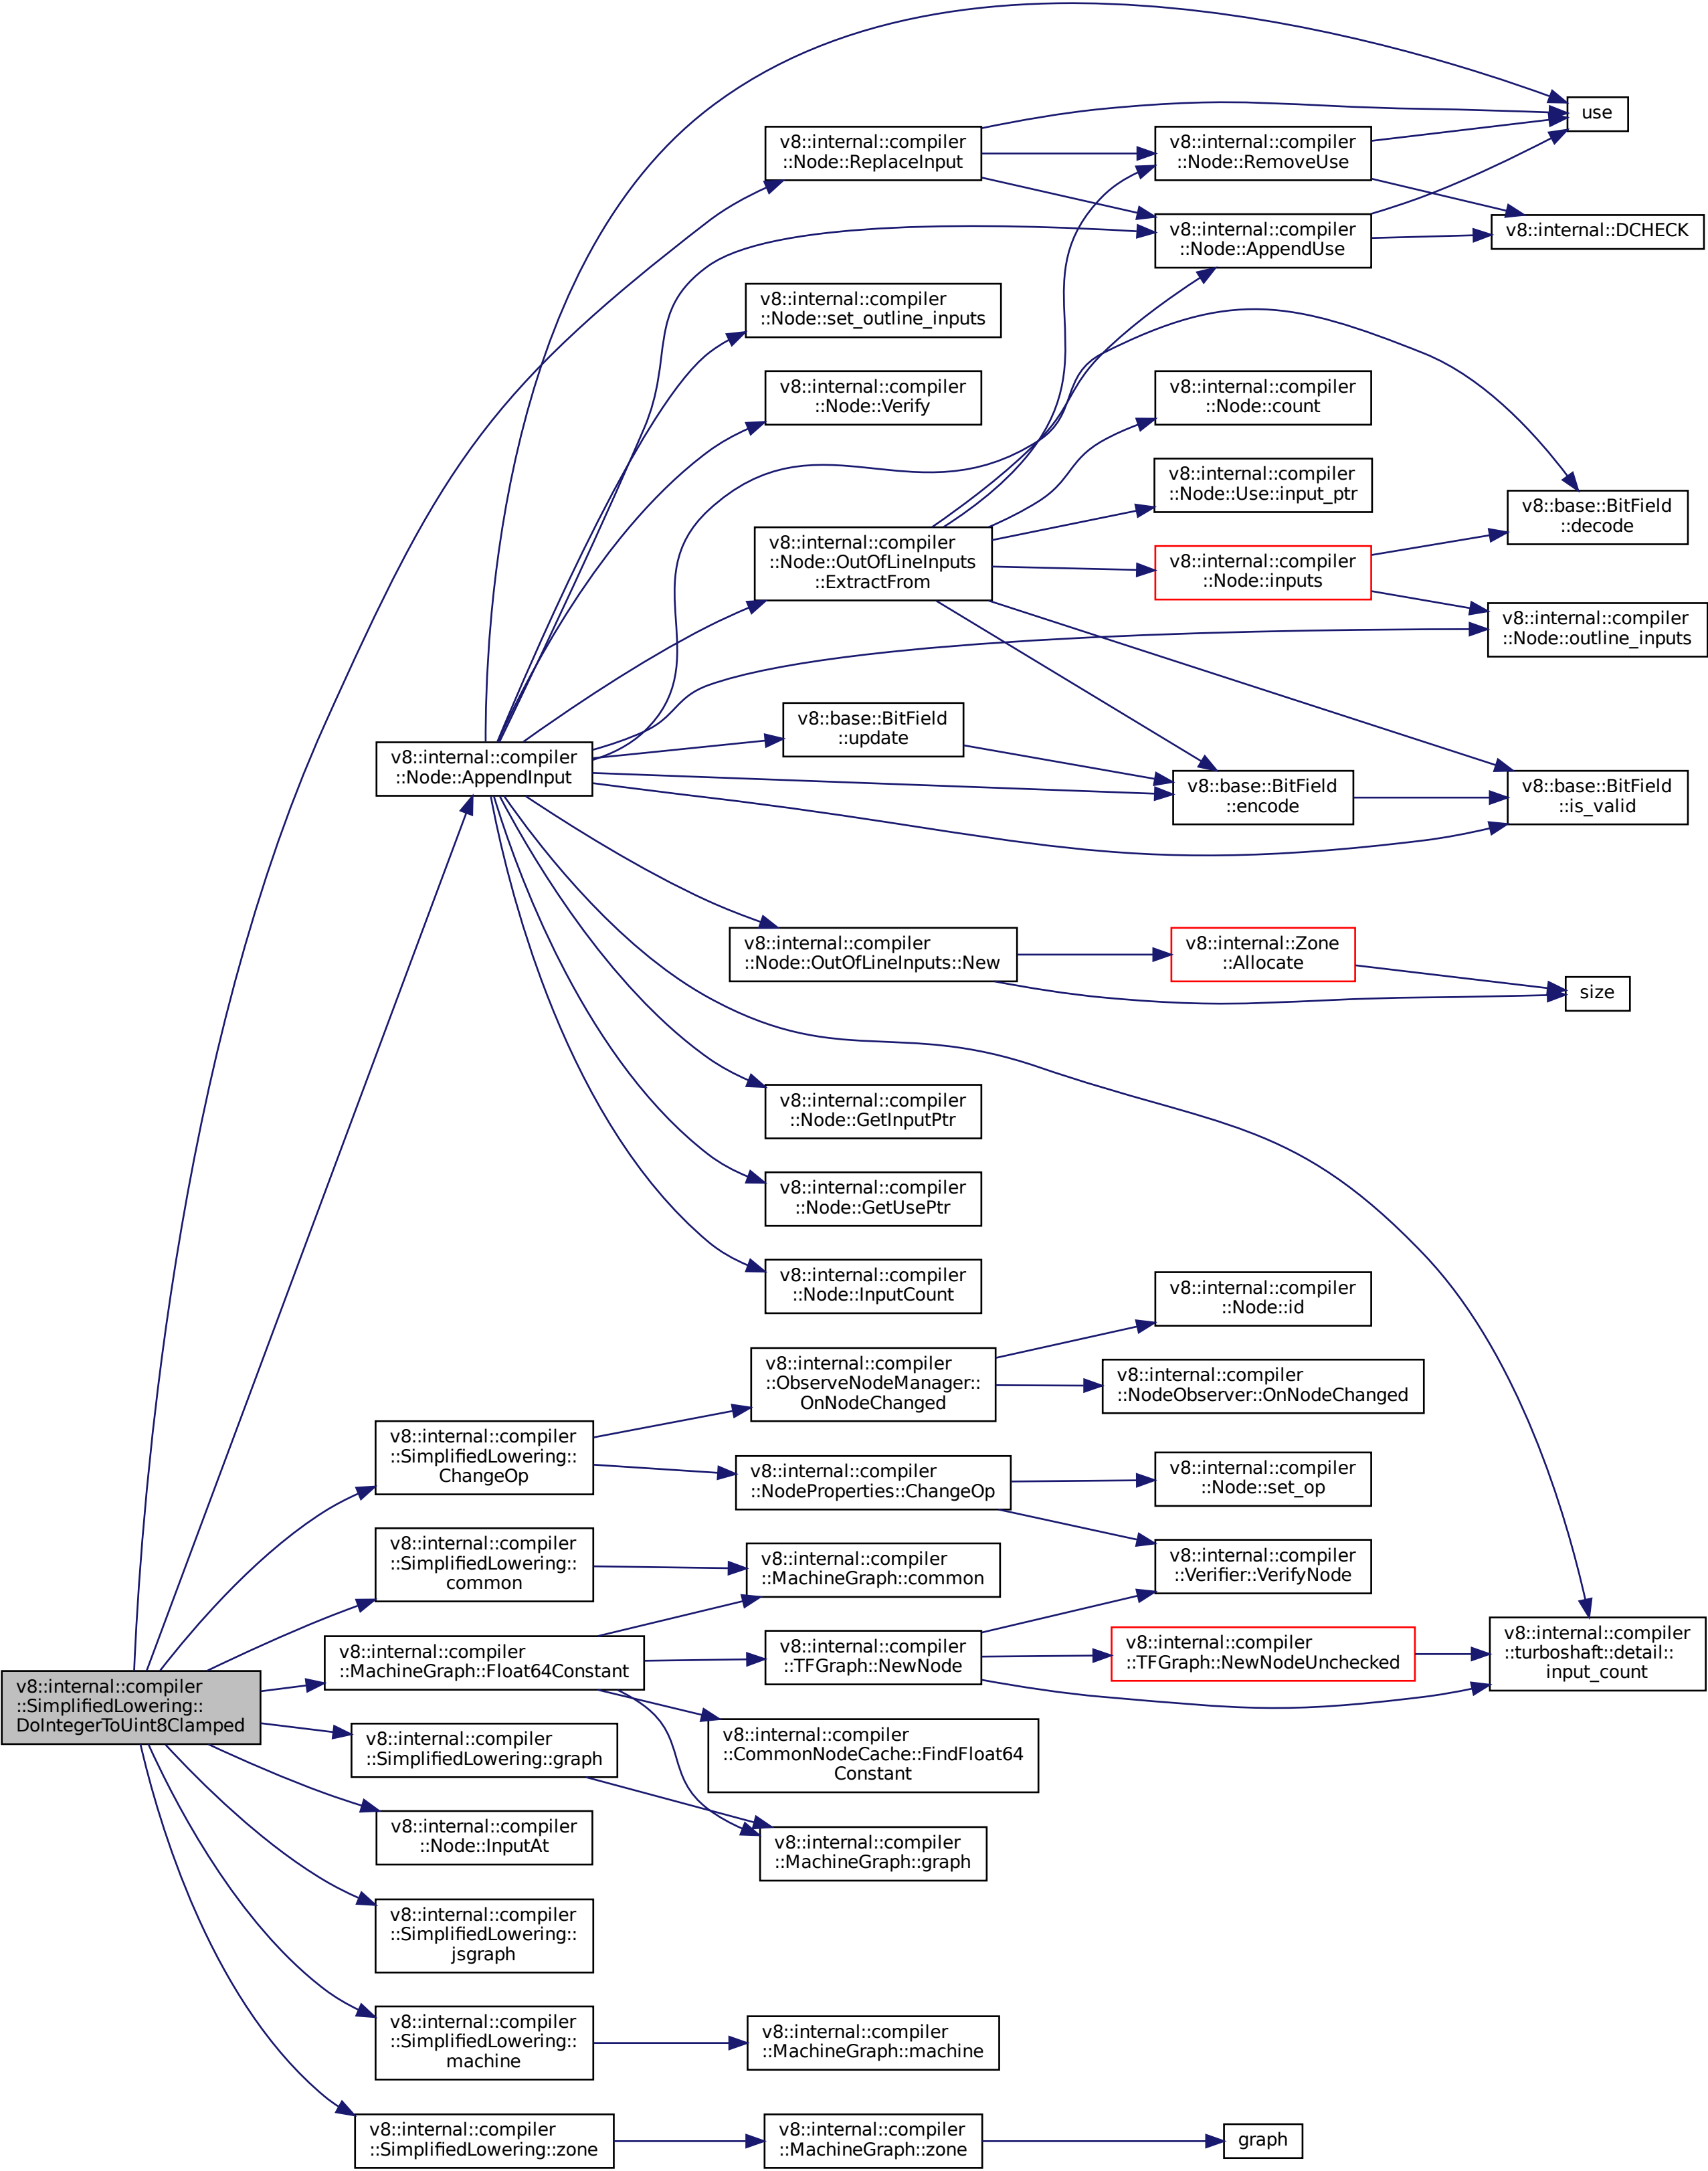 use
v8::internal::compiler
::Node::ReplaceInput
v8::internal::compiler
::Node::RemoveUse
v8::internal::compiler
::Node::AppendUse
v8::internal::DCHECK
v8::internal::compiler
::Node::set_outline_inputs
v8::internal::compiler
::Node::Verify
v8::internal::compiler
::Node::count
v8::internal::compiler
::Node::Use::input_ptr
v8::base::BitField
::decode
v8::internal::compiler
::Node::OutOfLineInputs
::ExtractFrom
v8::internal::compiler
::Node::inputs
v8::internal::compiler
::Node::outline_inputs
v8::base::BitField
::update
v8::internal::compiler
::Node::AppendInput
v8::base::BitField
::encode
v8::base::BitField
::is_valid
v8::internal::compiler
::Node::OutOfLineInputs::New
v8::internal::Zone
::Allocate
size
v8::internal::compiler
::Node::GetInputPtr
v8::internal::compiler
::Node::GetUsePtr
v8::internal::compiler
::Node::InputCount
v8::internal::compiler
::Node::id
v8::internal::compiler
::ObserveNodeManager::
OnNodeChanged
v8::internal::compiler
::NodeObserver::OnNodeChanged
v8::internal::compiler
::SimplifiedLowering::
ChangeOp
v8::internal::compiler
::NodeProperties::ChangeOp
v8::internal::compiler
::Node::set_op
v8::internal::compiler
::SimplifiedLowering::
common
v8::internal::compiler
::MachineGraph::common
v8::internal::compiler
::Verifier::VerifyNode
v8::internal::compiler
::MachineGraph::Float64Constant
v8::internal::compiler
::TFGraph::NewNode
v8::internal::compiler
::TFGraph::NewNodeUnchecked
v8::internal::compiler
::turboshaft::detail::
input_count
v8::internal::compiler
::SimplifiedLowering::
DoIntegerToUint8Clamped
v8::internal::compiler
::SimplifiedLowering::graph
v8::internal::compiler
::CommonNodeCache::FindFloat64
Constant
v8::internal::compiler
::Node::InputAt
v8::internal::compiler
::MachineGraph::graph
v8::internal::compiler
::SimplifiedLowering::
jsgraph
v8::internal::compiler
::SimplifiedLowering::
machine
v8::internal::compiler
::MachineGraph::machine
v8::internal::compiler
::SimplifiedLowering::zone
v8::internal::compiler
::MachineGraph::zone
graph